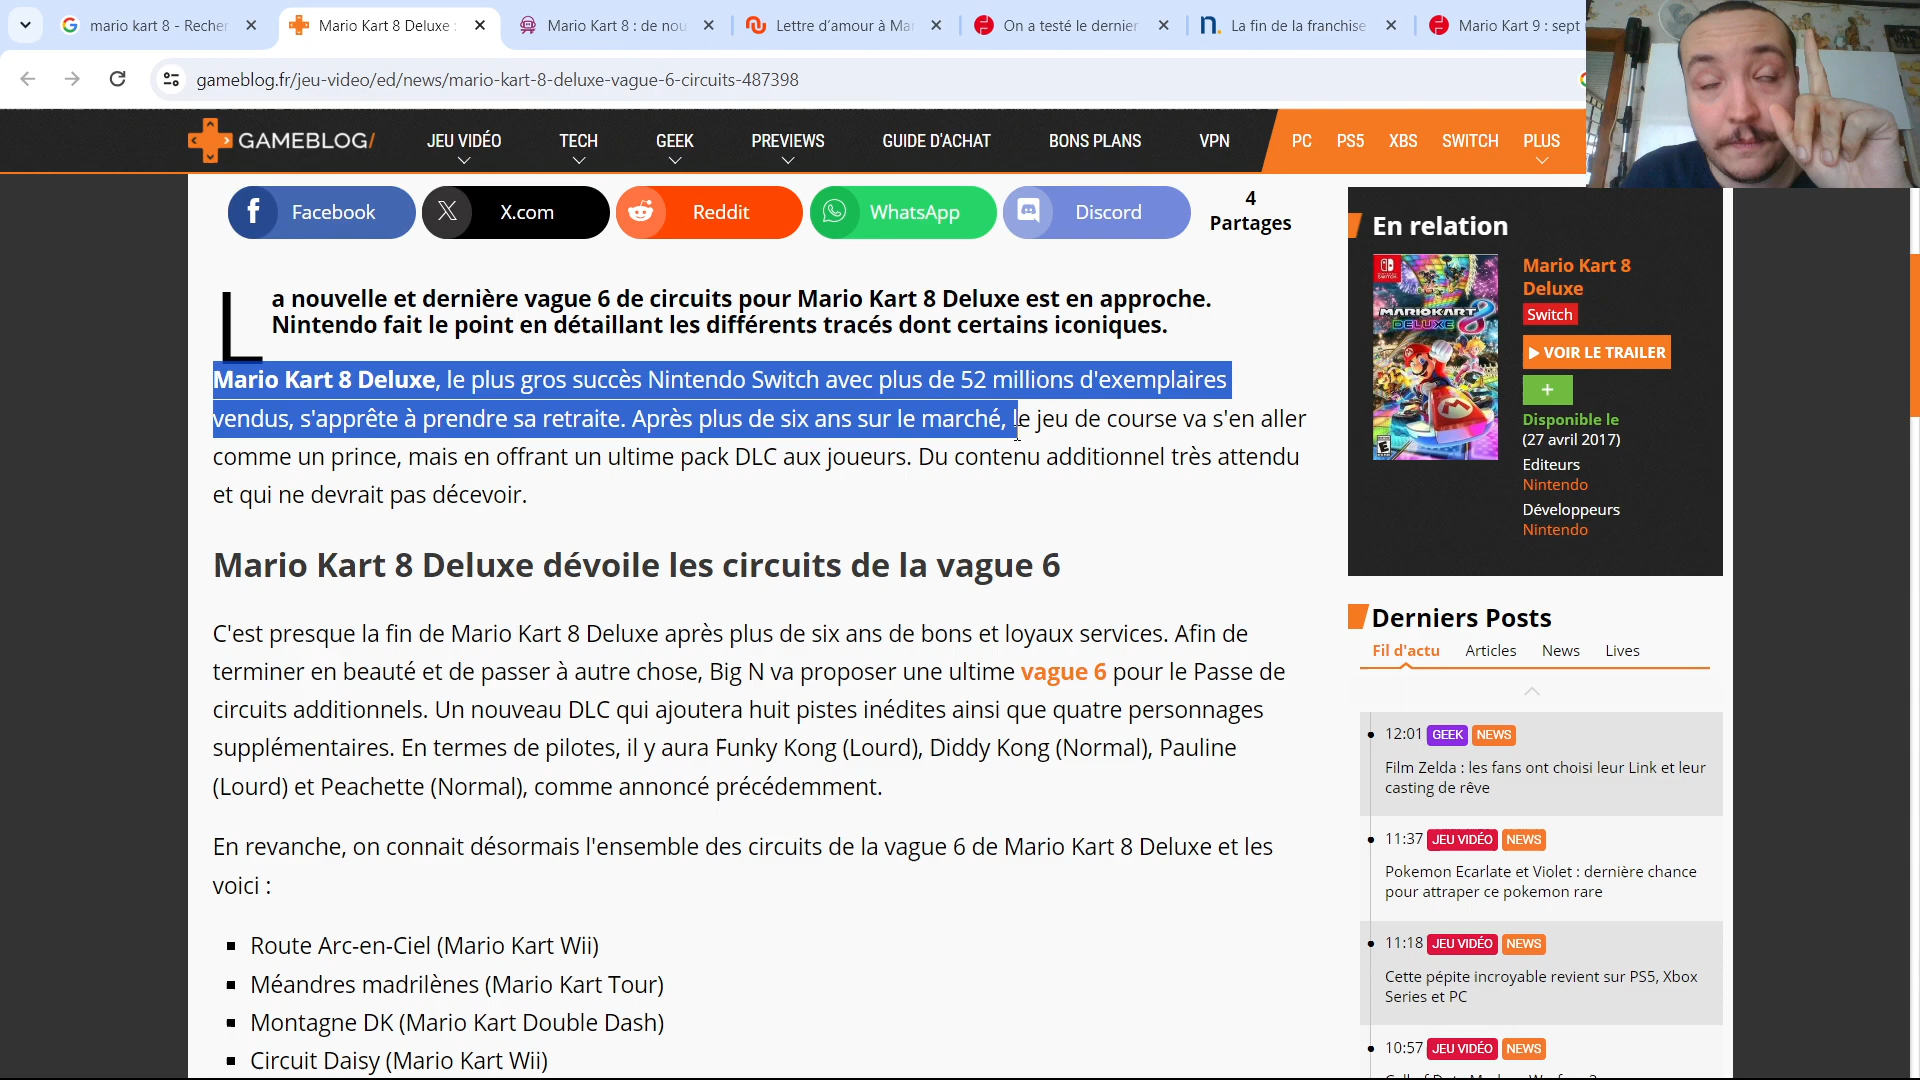 mario kart 8 - Recher
Mario Kart 8 Deluxe :
Mario Kart 8 : de nou
Lettre d'amour à Mar
On a testé le dernier
La fin de la franchise
Mario Kart 9 : sept
gameblog.fr/jeu-video/ed/news/mario-kart-8-deluxe-vague-6-circuits-487398
GAMEBLOG/
JEU VIDÉO
TECH
GEEK
PREVIEWS
GUIDE D'ACHAT
BONS PLANS
VPN
PC
PS5
XBS
SWITCH
PLUS
Facebook
X.com
Reddit
WhatsApp
Discord
4
Partages
La nouvelle et dernière vague 6 de circuits pour Mario Kart 8 Deluxe est en approche.
Nintendo fait le point en détaillant les différents tracés dont certains iconiques.
Mario Kart 8 Deluxe, le plus gros succès Nintendo Switch avec plus de 52 millions d'exemplaires
vendus, s'apprête à prendre sa retraite. Après plus de six ans sur le marché, le jeu de course va s'en aller
comme un prince, mais en offrant un ultime pack DLC aux joueurs. Du contenu additionnel très attendu
et qui ne devrait pas décevoir.
Mario Kart 8 Deluxe dévoile les circuits de la vague 6
C'est presque la fin de Mario Kart 8 Deluxe après plus de six ans de bons et loyaux services. Afin de
terminer en beauté et de passer à autre chose, Big N va proposer une ultime vague 6 pour le Passe de
circuits additionnels. Un nouveau DLC qui ajoutera huit pistes inédites ainsi que quatre personnages
supplémentaires. En termes de pilotes, il y aura Funky Kong (Lourd), Diddy Kong (Normal), Pauline
(Lourd) et Peachette (Normal), comme annoncé précédemment.
En revanche, on connait désormais l'ensemble des circuits de la vague 6 de Mario Kart 8 Deluxe et les
voici :
Route Arc-en-Ciel (Mario Kart Wii)
Méandres madrilènes (Mario Kart Tour)
Montagne DK (Mario Kart Double Dash)
Circuit Daisy (Mario Kart Wii)
En relation
MARIOKART 8
DELUXE
Mario Kart 8
Deluxe
Switch
VOIR LE TRAILER
+
Disponible le
(27 avril 2017)
Editeurs
Nintendo
Développeurs
Nintendo
Derniers Posts
Fil d'actu
Articles
News
Lives
12:01 GEEK NEWS
Film Zelda : les fans ont choisi leur Link et leur
casting de rêve
11:37 JEU VIDÉO NEWS
Pokemon Ecarlate et Violet : dernière chance
pour attraper ce pokemon rare
11:18 JEU VIDÉO NEWS
Cette pépite incroyable revient sur PS5, Xbox
Series et PC
10:57 JEU VIDÉO NEWS